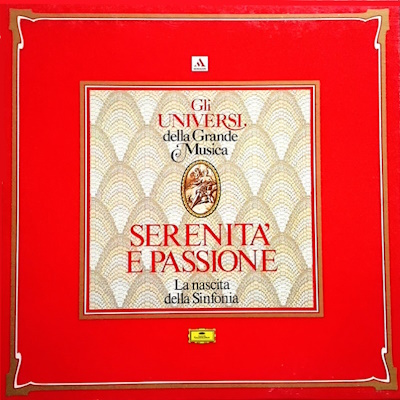 Gli
UNIVERSI
della Grande
Musica
SERENITA'
E PASSIONE
La nascita
della Sinfonia